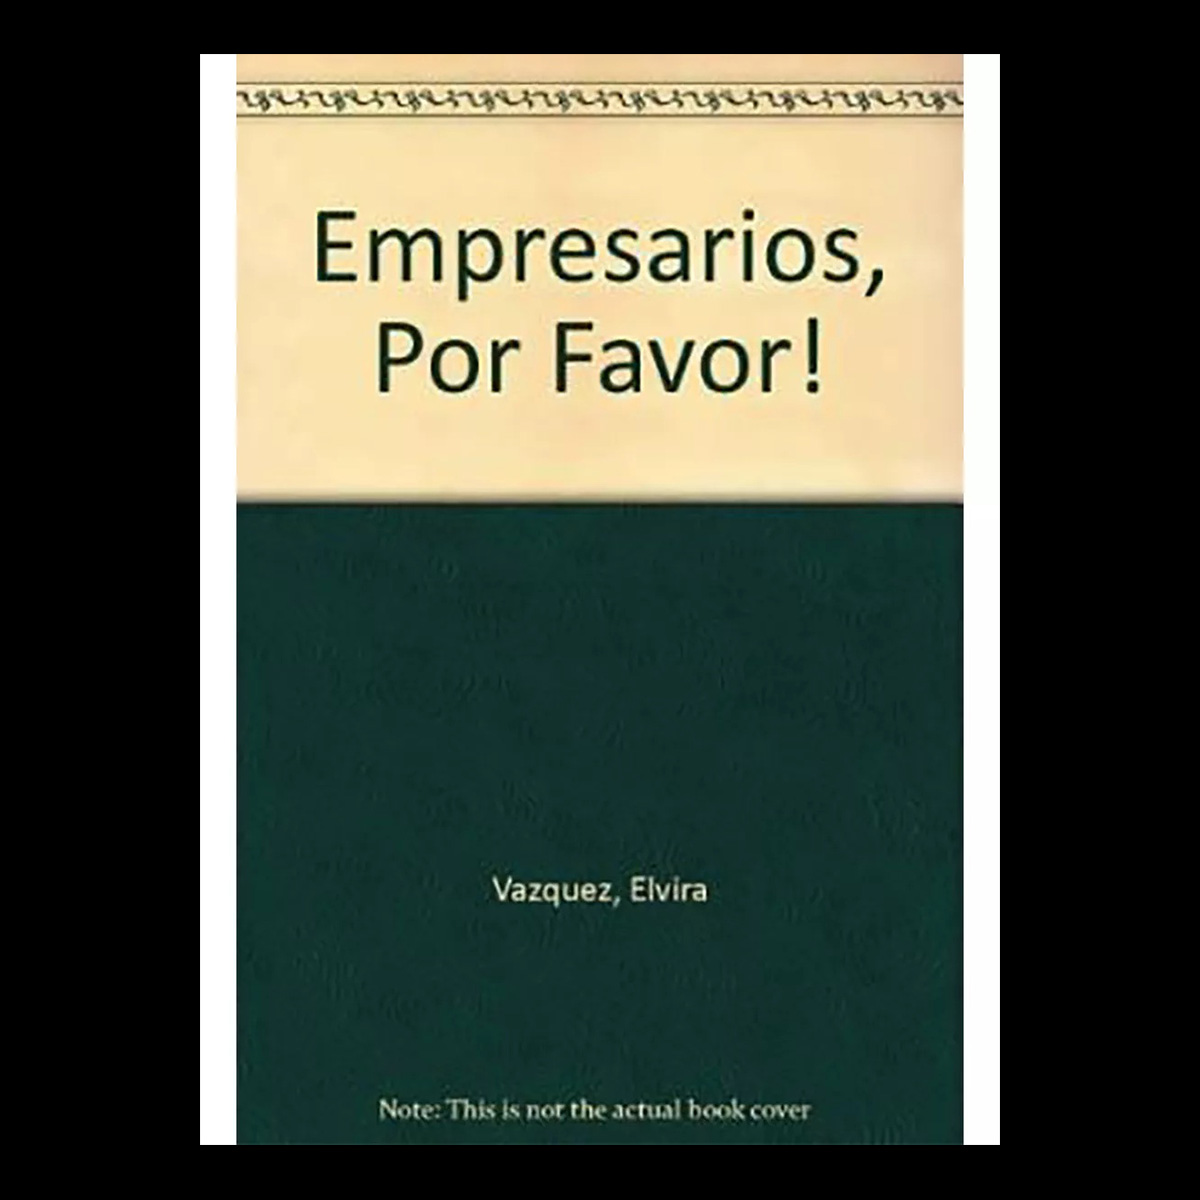 Empresarios,
Por Favor!
Vazquez, Elvira
Note: This is not the actual book cover